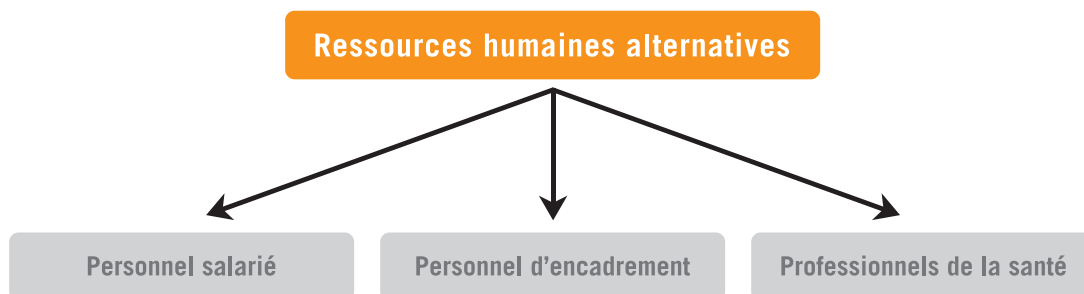 Ressources humaines alternatives
Personnel salarié
Personnel d'encadrement
Professionnels de la santé